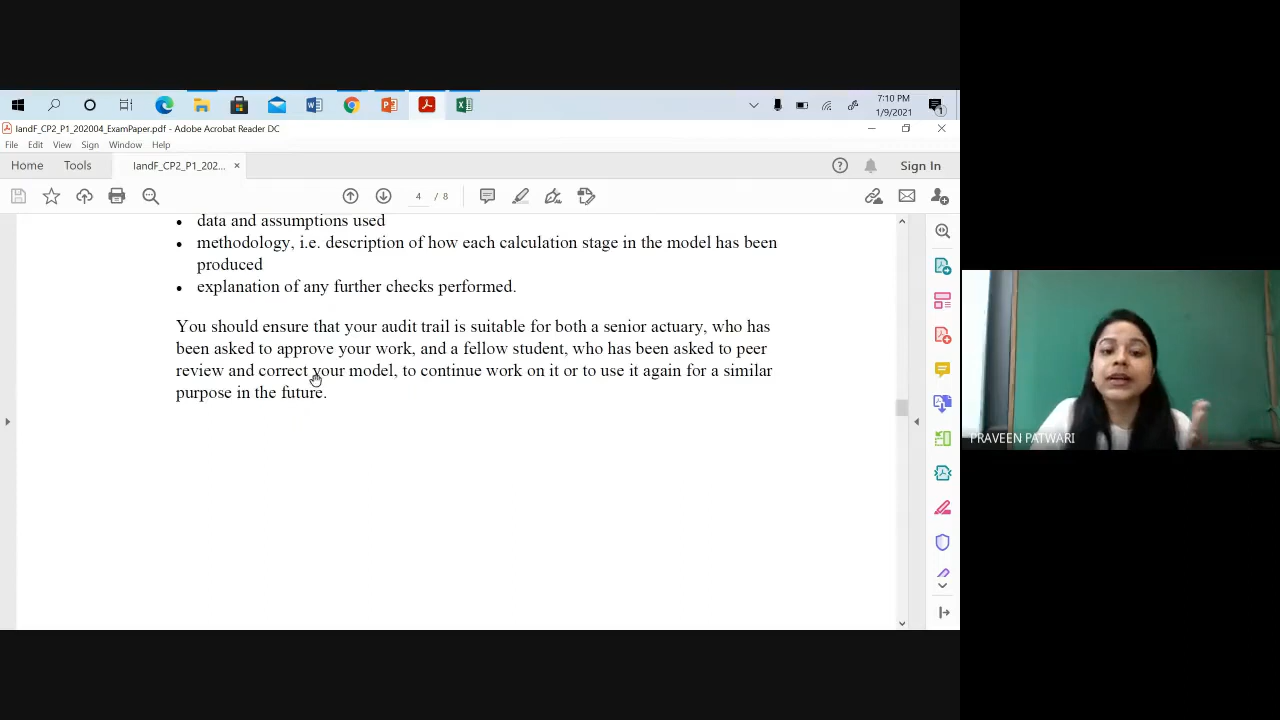 7:10 PM
1/9/2021
1
IandF_CP2_P1_202004_ExamPaper.pdf - Adobe Acrobat Reader DC
File Edit View Sign Window Help
Home Tools IandF_CP2_P1_202... × Sign In
4 / 8
• data and assumptions used
• methodology, i.e. description of how each calculation stage in the model has been
produced
• explanation of any further checks performed.
You should ensure that your audit trail is suitable for both a senior actuary, who has
been asked to approve your work, and a fellow student, who has been asked to peer
review and correct your model, to continue work on it or to use it again for a similar
purpose in the future.
PRAVEEN PATWARI